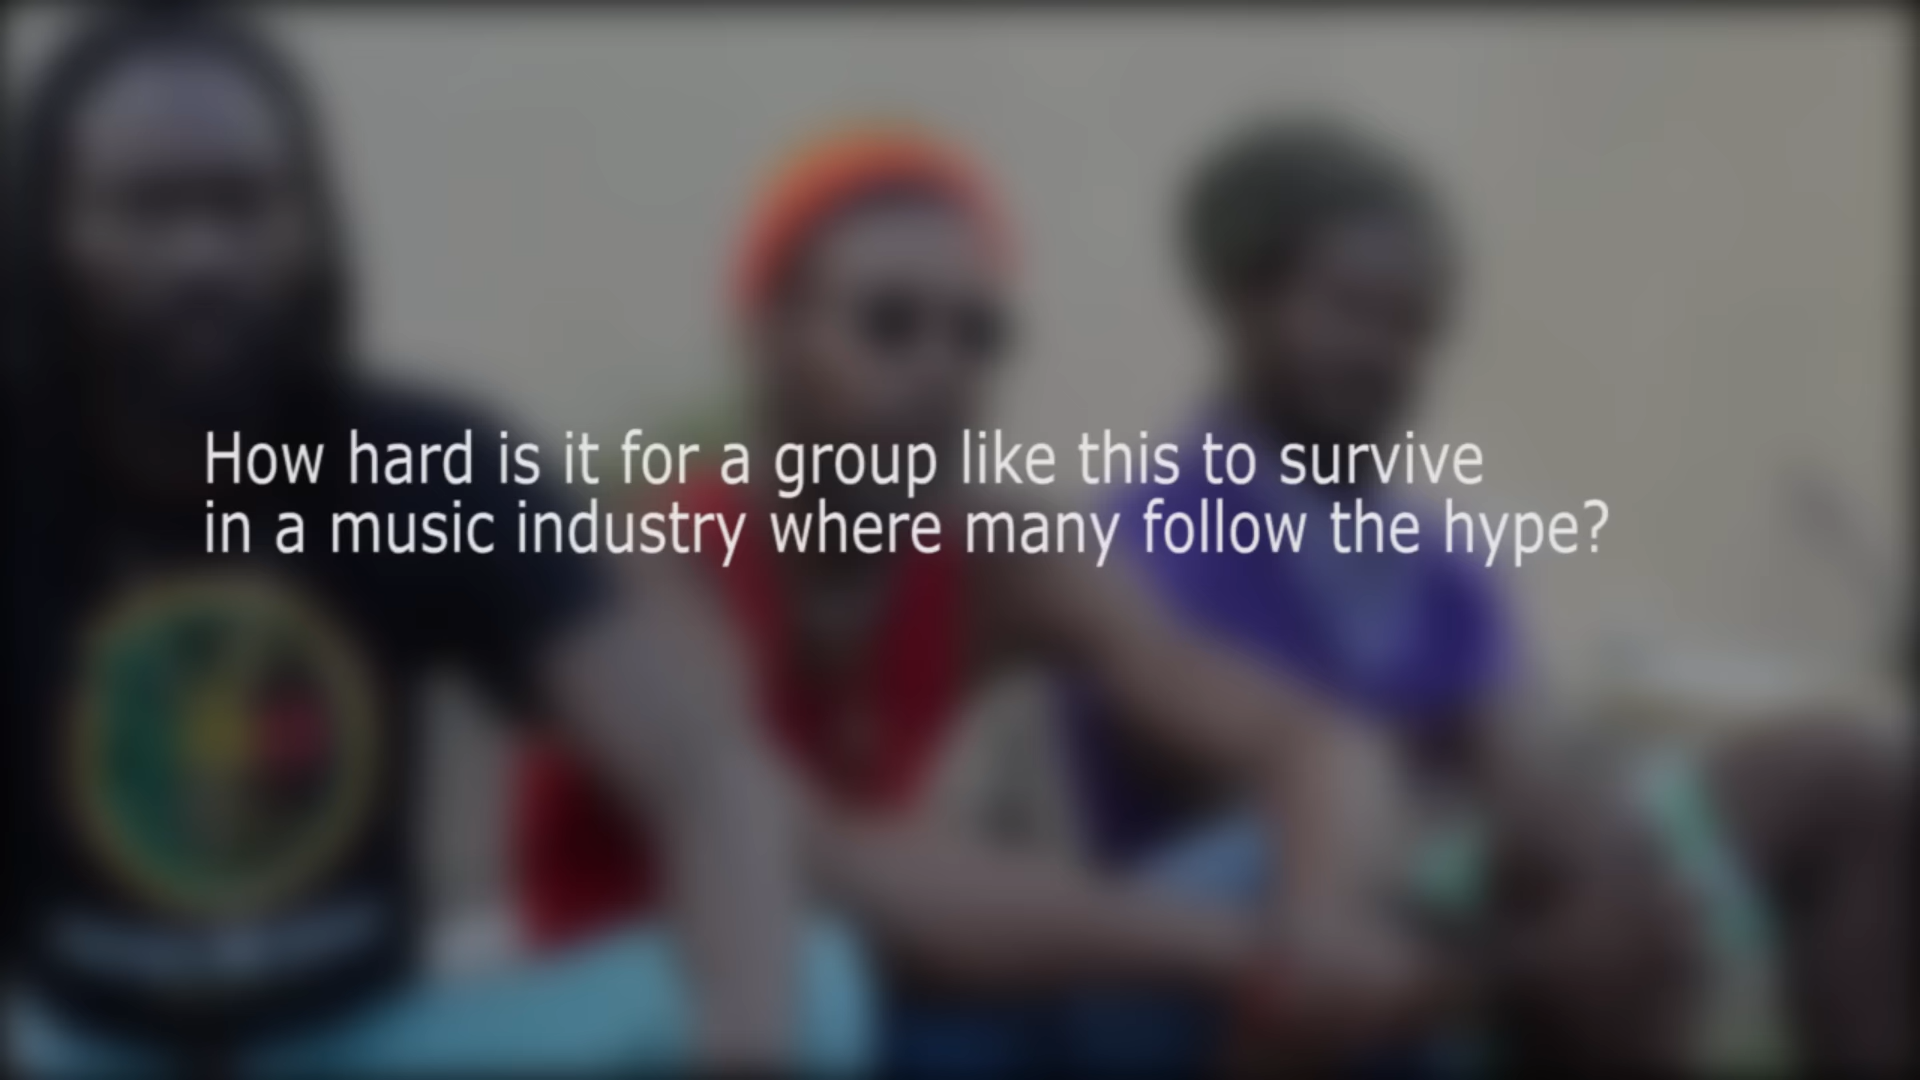 How hard is it for a group like this to survive
in a music industry where many follow the hype?